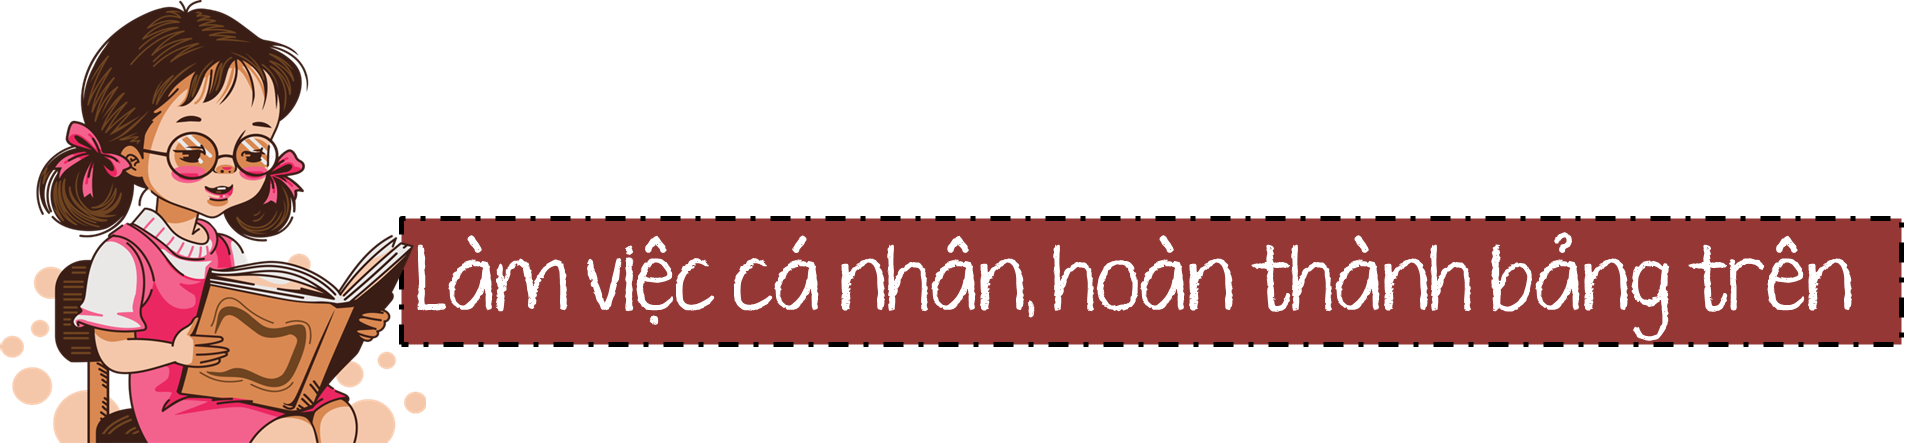 Làm việc cá nhân, hoàn thành bảng trên